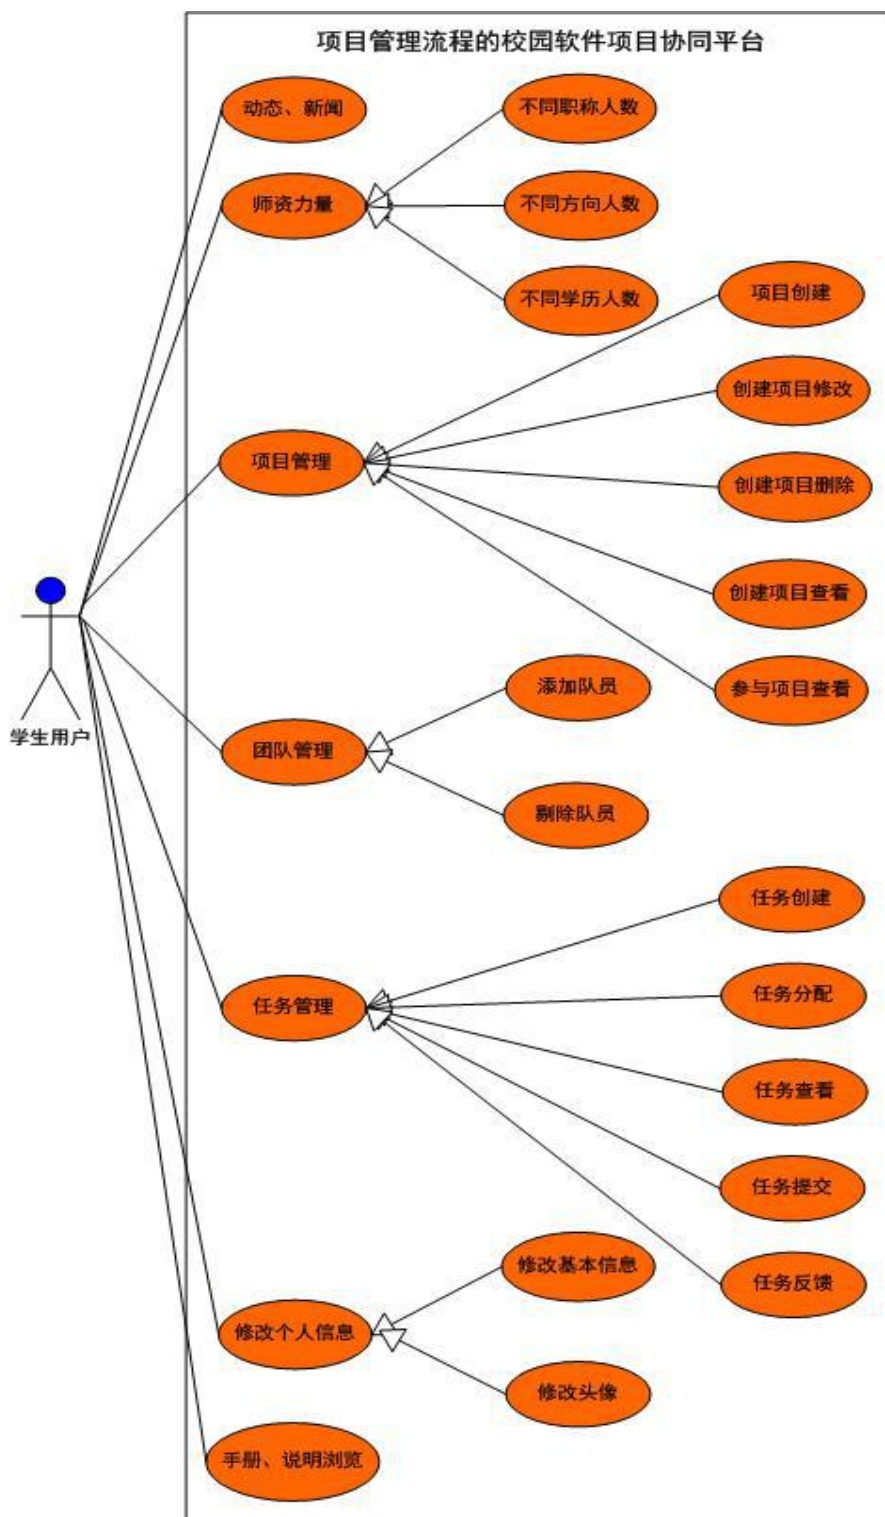 项目管理流程的校园软件项目协同平台
动态、新闻
不同职称人数
师资力量
不同方向人数
不同学历人数
项目创建
创建项目修改
项目管理
创建项目删除
创建项目查看
添加队员
参与项目查看
学生用户
团队管理
剔除队员
任务创建
任务管理
任务分配
任务查看
任务提交
修改基本信息
任务反馈
修改个人信息
修改头像
手册、说明浏览